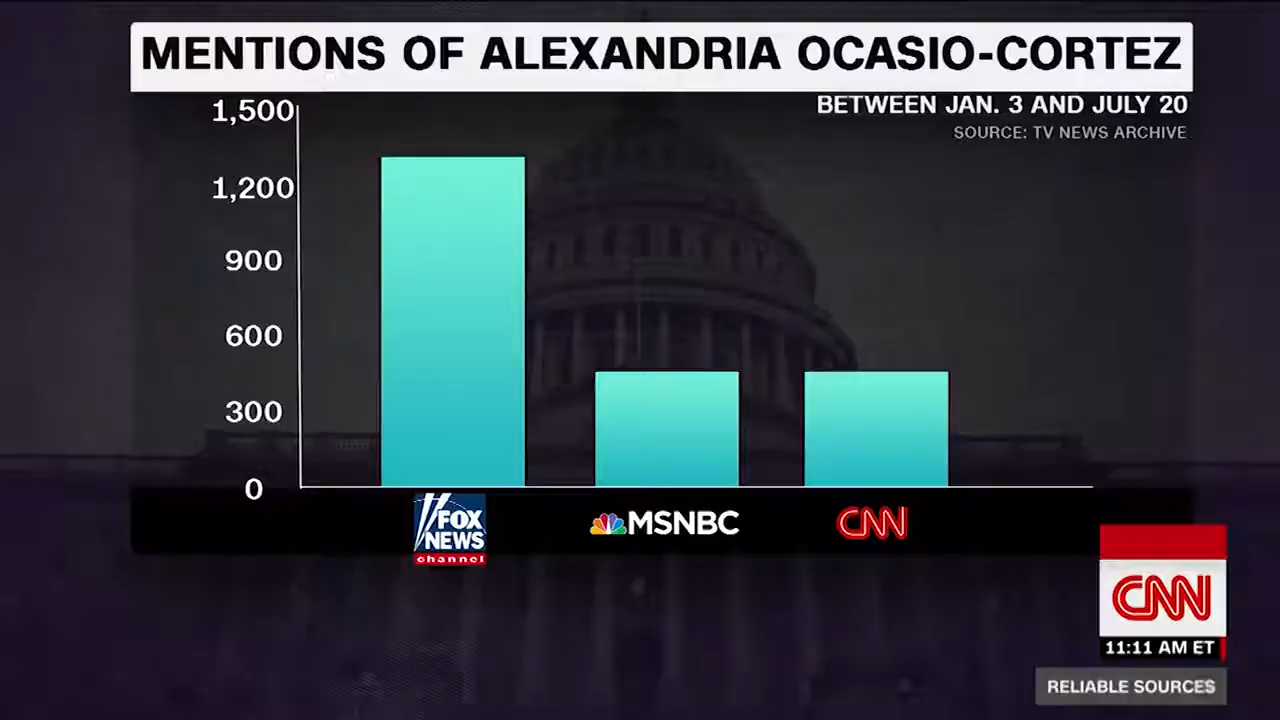 MENTIONS OF ALEXANDRIA OCASIO-CORTEZ
BETWEEN JAN. 3 AND JULY 20
SOURCE: TV NEWS ARCHIVE
1,500
1,200
900
600
300
0
FOX
NEWS
channel
MSNBC
CNN
CNN
11:11 AM ET
RELIABLE SOURCES